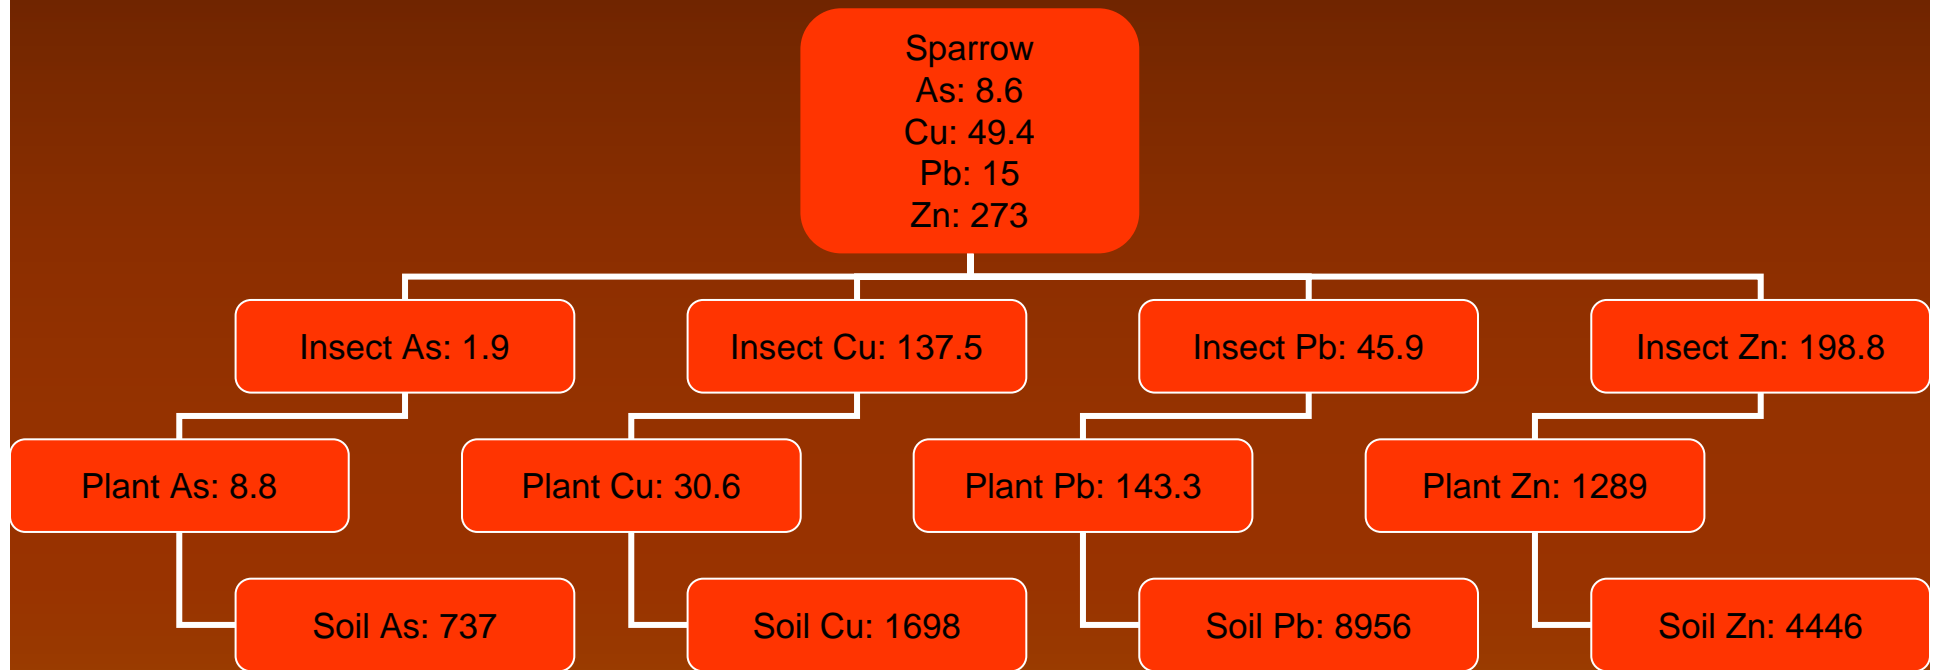 Sparrow
As: 8.6
Cu: 49.4
Pb: 15
Zn: 273
Insect As: 1.9
Insect Cu: 137.5
Insect Pb: 45.9
Insect Zn: 198.8
Plant As: 8.8
Plant Cu: 30.6
Plant Pb: 143.3
Plant Zn: 1289
Soil As: 737
Soil Cu: 1698
Soil Pb: 8956
Soil Zn: 4446